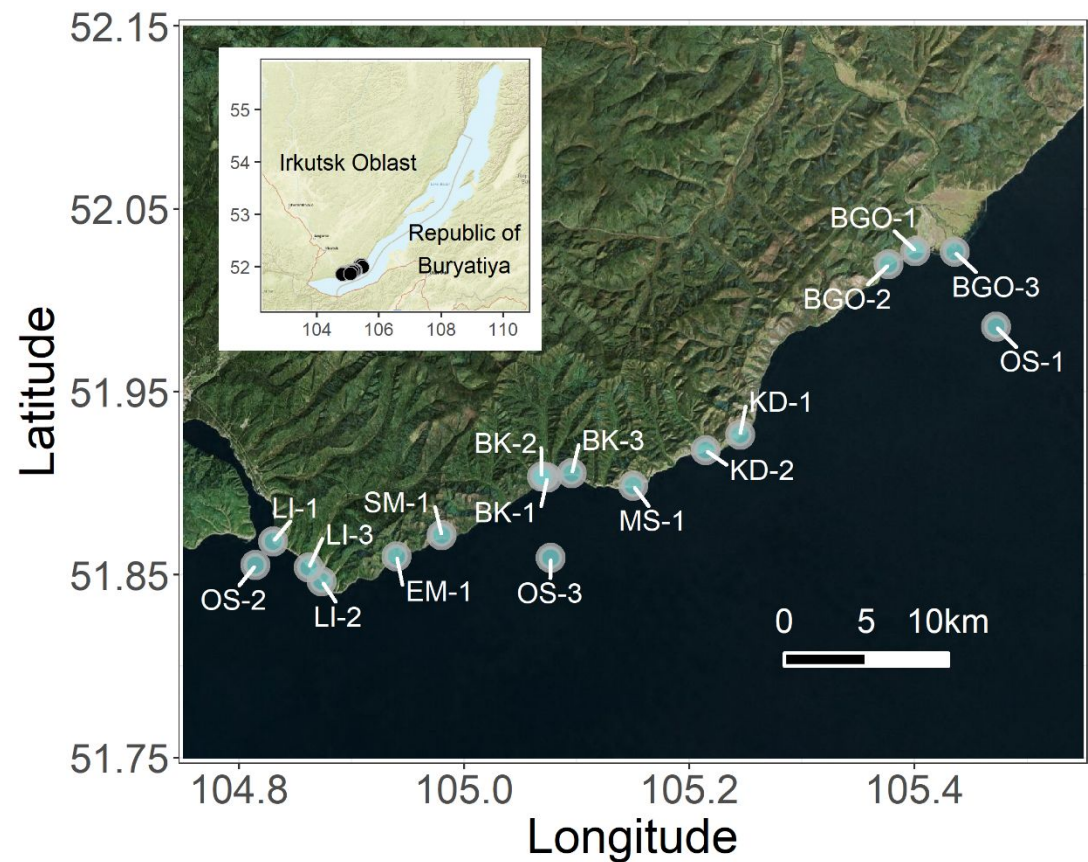 52.15
52.05
51.95
51.85
51.75
Latitude
55
54
53
52
Irkutsk Oblast
Republic of
Buryatiya
104
106
108
110
BGO-1
BGO-2
BGO-3
OS-1
KD-1
KD-2
BK-2
BK-3
BK-1
MS-1
SM-1
LI-1
LI-3
OS-2
LI-2
EM-1
OS-3
0 5 10km
104.8
105.0
105.2
105.4
Longitude